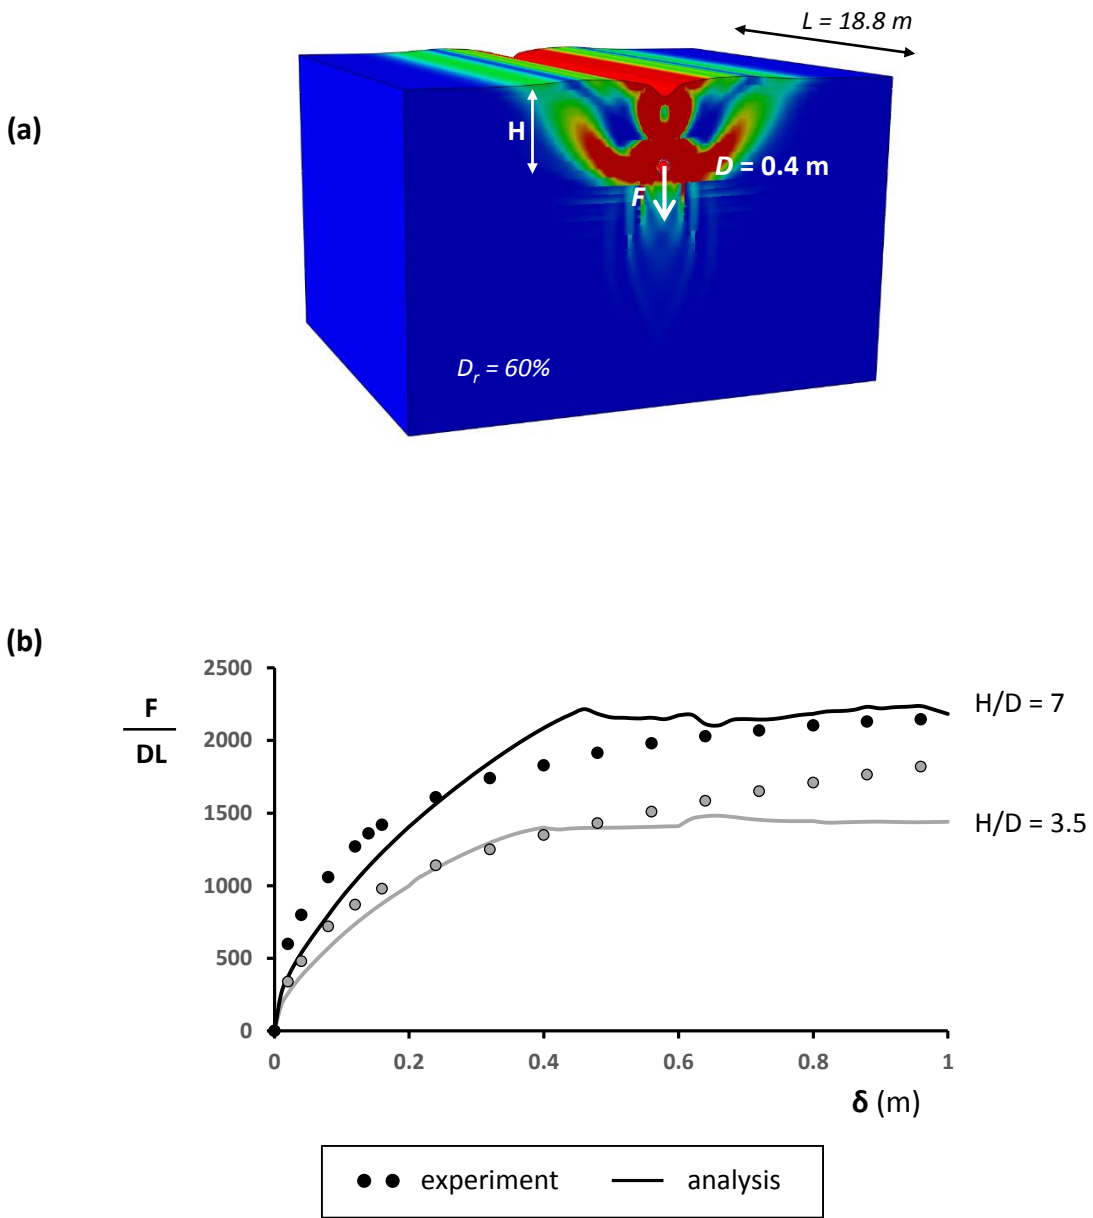 (a)
L = 18.8 m
H
D = 0.4 m
F
Dr = 60%
(b)
F
DL
2500
2000
1500
1000
500
0
0 0.2 0.4 0.6 0.8 1
H/D = 7
H/D = 3.5
δ (m)
experiment analysis